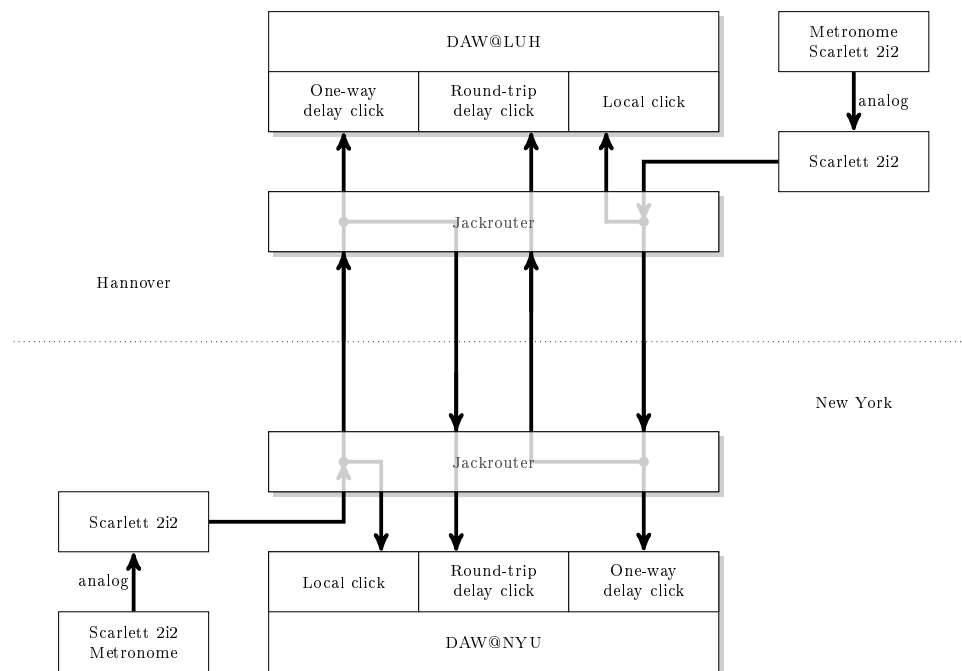 DAW@LUH
Metronome
Scarlett 2i2
One-way
delay click
Round-trip
delay click
Local click
analog
Scarlett 2i2
Jackrouter
Hannover
New York
Jackrouter
Scarlett 2i2
analog
Local click
Round-trip
delay click
One-way
delay click
Scarlett 2i2
Metronome
DAW@NYU